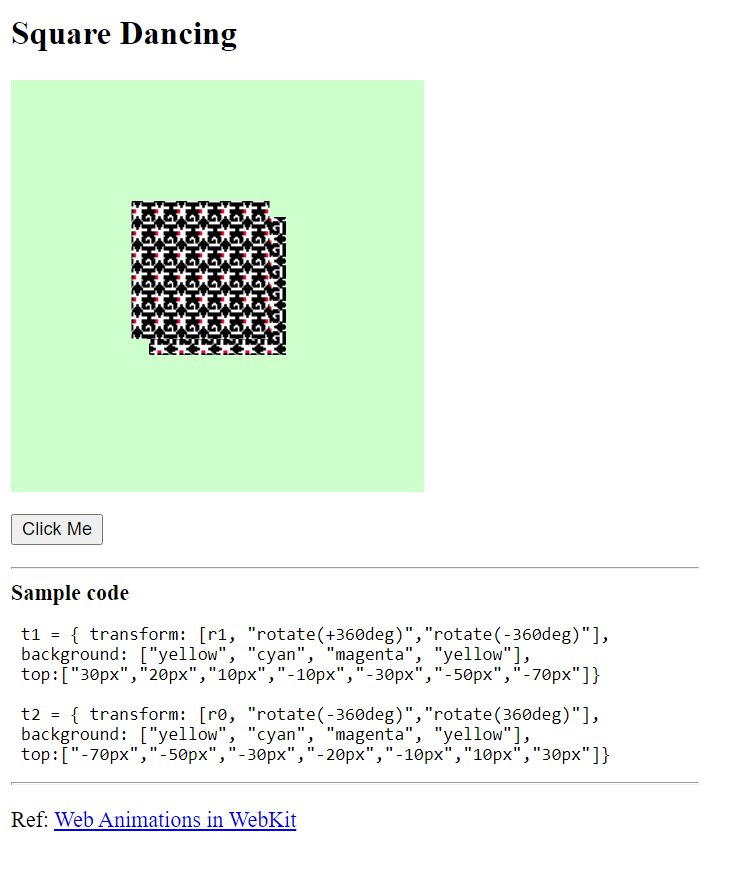 Square Dancing
Click Me
Sample code
t1 = { transform: [r1, "rotate(+360deg)","rotate(-360deg)"],
background: ["yellow", "cyan", "magenta", "yellow"],
top:["30px","20px","10px","-10px","-30px","-50px","-70px"]}
t2 = { transform: [r0, "rotate(-360deg)","rotate(360deg)"],
background: ["yellow", "cyan", "magenta", "yellow"],
top:["-70px","-50px","-30px","-20px","-10px","10px","30px"]}
Ref: Web Animations in WebKit